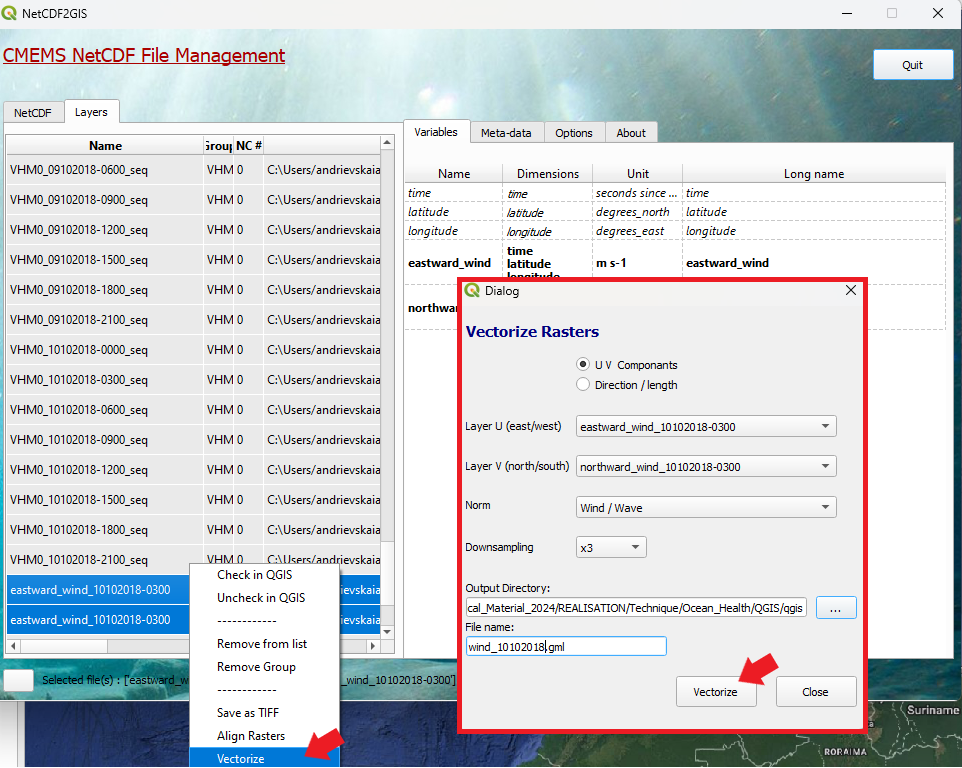 NetCDF2GIS
CMEMS NetCDF File Management
Quit
NetCDF Layers
Name NC #
VHM0_09102018-0600_seq VHM 0 C:\Users/andrievskaia
VHM0_09102018-0900_seq VHM 0 C:\Users/andrievskaia
VHM0_09102018-1200_seq VHM 0 C:\Users/andrievskaia
VHM0_09102018-1500_seq VHM 0 C:\Users/andrievskaia
VHM0_09102018-1800_seq VHM 0 C:\Users/andrievskaia
VHM0_09102018-2100_seq VHM 0 C:\Users/andrievskaia
VHM0_10102018-0000_seq VHM 0 C:\Users/andrievskaia
VHM0_10102018-0300_seq VHM 0 C:\Users/andrievskaia
VHM0_10102018-0600_seq VHM 0 C:\Users/andrievskaia
VHM0_10102018-0900_seq VHM 0 C:\Users/andrievskaia
VHM0_10102018-1200_seq VHM 0 C:\Users/andrievskaia
VHM0_10102018-1500_seq VHM 0 C:\Users/andrievskaia
VHM0_10102018-1800_seq VHM 0 C:\Users/andrievskaia
VHM0_10102018-2100_seq VHM 0 C:\Users/andrievskaia
eastward_wind_10102018-0300
eastward_wind_10102018-0300
Check in QGIS
Uncheck in QGIS
------------
Remove from list
Remove Group
------------
Save as TIFF
Align Rasters
Vectorize
Selected file(s) : ['eastward_w _wind_10102018-0300']
Variables Meta-data Options About
Name Dimensions Unit Long name
time time seconds since ... time
latitude latitude degrees_north latitude
longitude longitude degrees_east longitude
time
eastward_wind latitude m s-1 eastward_wind
longitude
Dialog
Vectorize Rasters
U V Componants
Direction / length
Layer U (east/west) eastward_wind_10102018-0300
Layer V (north/south) northward_wind_10102018-0300
Norm Wind / Wave
Downsampling x3
Output Directory:
cal_Material_2024/REALISATION/Technique/Ocean_Health/QGIS/qgis ...
File name:
wind_10102018.gml
Vectorize Close
Suriname
RORAIMA